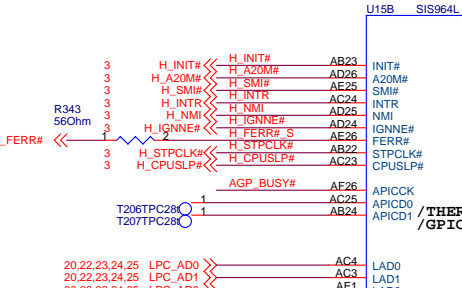 U15B SIS964L
3 H_INIT# H_INIT# AB23 INIT#
3 H_A20M# H_A20M# AD26 A20M#
3 H_SMI# H_SMI# AE25 SMI#
3 H_INTR H_INTR AC24 INTR
3 H_NMI H_NMI AD25 NMI
3 H_IGNNE# H_IGNNE# AD24 IGNNE#
R343
56Ohm
_FERR# 1 2 H_FERR#_S AE26 FERR#
3 H_STPCLK# H_STPCLK# AB22 STPCLK#
3 H_CPUSLP# H_CPUSLP# AC23 CPUSLP#
AGP_BUSY# AF26 APICCK
T206TPC28t 1 AC25 APICD0
T207TPC28t 1 AB24 APICD1
/THER
/GPIC
20,22,23,24,25 LPC_AD0 AC4 LAD0
20,22,23,24,25 LPC_AD1 AC3 LAD1